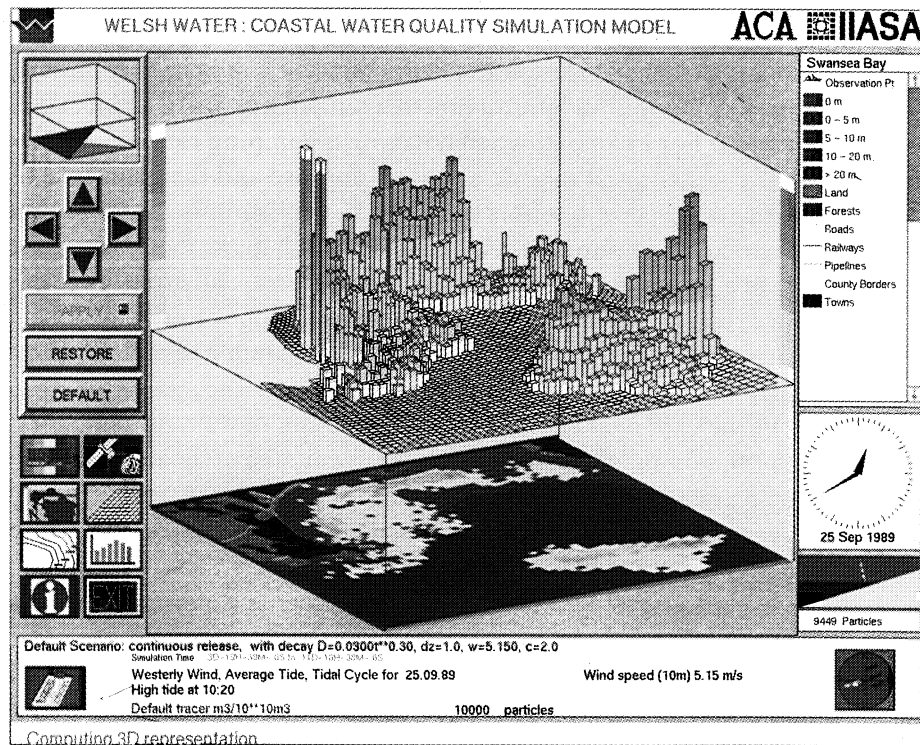 WELSH WATER : COASTAL WATER QUALITY SIMULATION MODEL
ACA IIASA
Swansea Bay
Observation Pt
0 m
0 - 5 m
5 - 10 m
10 - 20 m
> 20 m
Land
Forests
Roads
Railways
Pipelines
County Borders
Towns
APPLY
RESTORE
DEFAULT
i
EXIT
25 Sep 1989
9449 Particles
Default Scenario: continuous release, with decay D=0.0300t**0.30, dz=1.0, w=5.150, c=2.0
Simulation Time
Westerly Wind, Average Tide, Tidal Cycle for 25.09.89
Wind speed (10m) 5.15 m/s
High tide at 10:20
Default tracer m3/10**10m3
10000 particles
Computing 3D representation